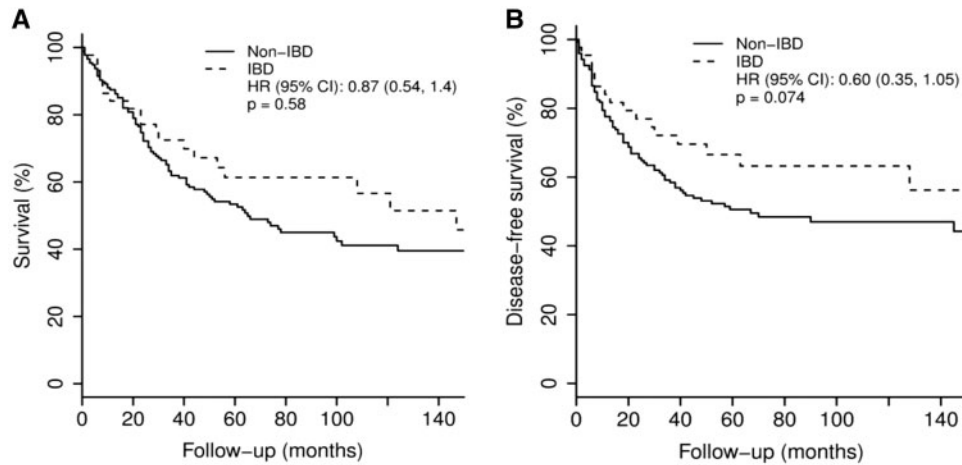 A
Non-IBD
IBD
HR (95% CI): 0.87 (0.54, 1.4)
p = 0.58
Survival (%)
100
80
60
40
20
0
0 20 40 60 80 100 140
Follow-up (months)
B
Non-IBD
IBD
HR (95% CI): 0.60 (0.35, 1.05)
p = 0.074
Disease-free survival (%)
100
80
60
40
20
0
0 20 40 60 80 100 140
Follow-up (months)